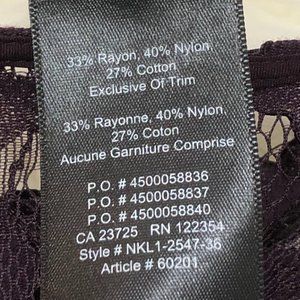 33% Rayon, 40% Nylon,
27% Cotton
Exclusive Of Trim
33% Rayonne, 40% Nylon,
27% Coton
Aucune Garniture Comprise
P.O. # 4500058836
P.O. # 4500058837
P.O. # 4500058840
CA 23725 RN 122354
Style # NKL1-2547-36
Article # 60201